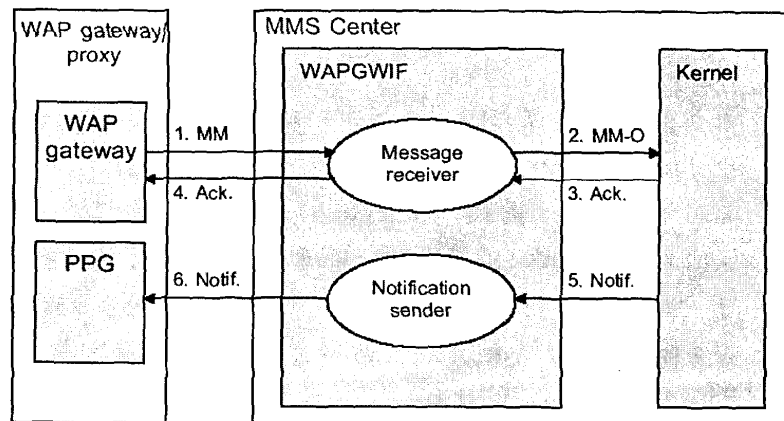 WAP gateway/
proxy
MMS Center
WAPGWIF
Kernel
WAP
gateway
1. MM
Message
receiver
2. MM-O
4. Ack.
3. Ack.
PPG
6. Notif.
Notification
sender
5. Notif.